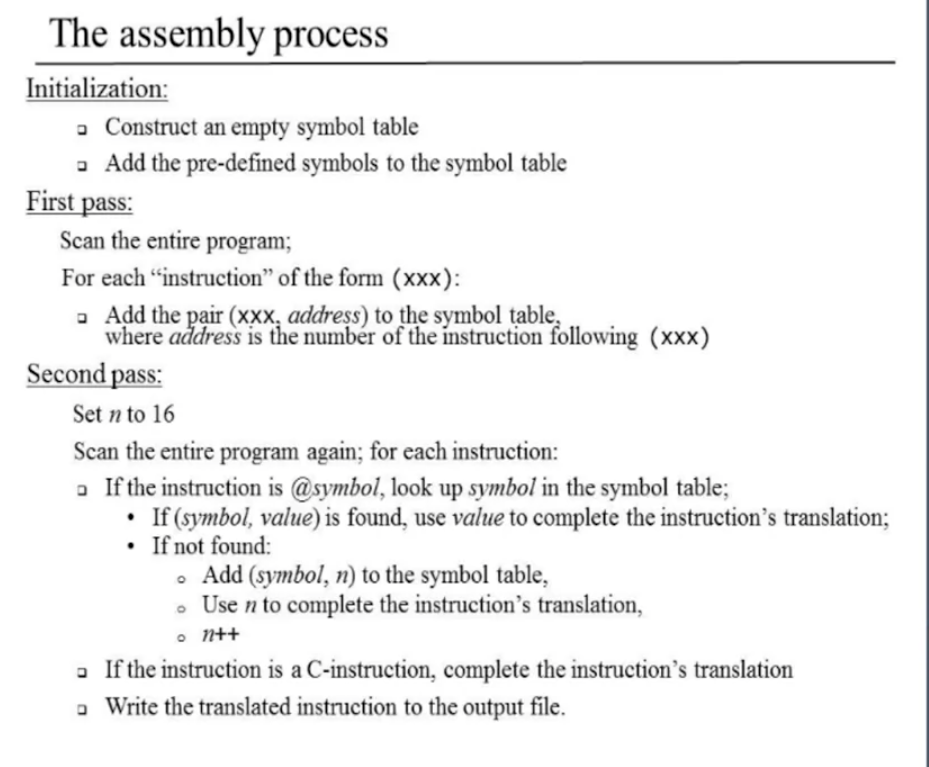 The assembly process
Initialization:
Construct an empty symbol table
Add the pre-defined symbols to the symbol table
First pass:
Scan the entire program;
For each “instruction” of the form (xxx):
Add the pair (xxx, address) to the symbol table,
where address is the number of the instruction following (xxx)
Second pass:
Set n to 16
Scan the entire program again; for each instruction:
If the instruction is @symbol, look up symbol in the symbol table;
• If (symbol, value) is found, use value to complete the instruction’s translation;
• If not found:
Add (symbol, n) to the symbol table,
Use n to complete the instruction’s translation,
n++
If the instruction is a C-instruction, complete the instruction’s translation
Write the translated instruction to the output file.